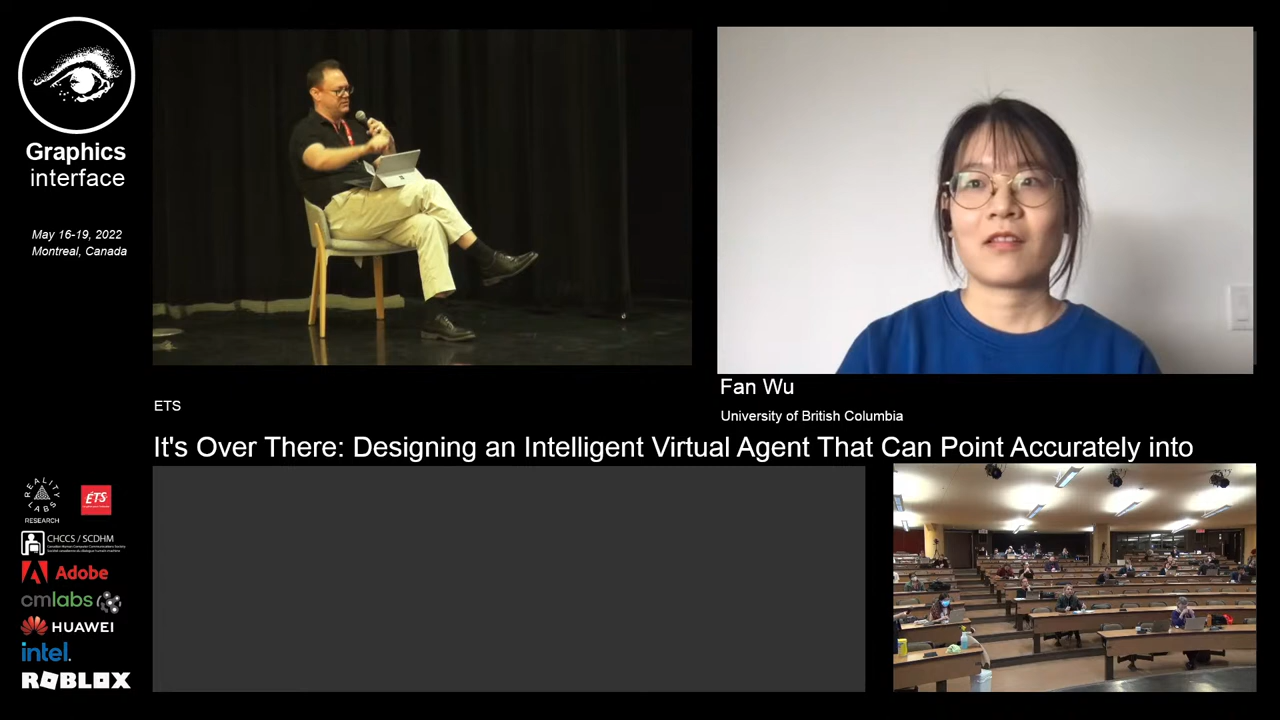 Graphics
interface
May 16-19, 2022
Montreal, Canada
Fan Wu
ETS
University of British Columbia
It's Over There: Designing an Intelligent Virtual Agent That Can Point Accurately into
REALITY LABS
RESEARCH
ÉTS
CHCCS / SCDHM
Adobe
cmlabs
HUAWEI
intel.
ROBLOX